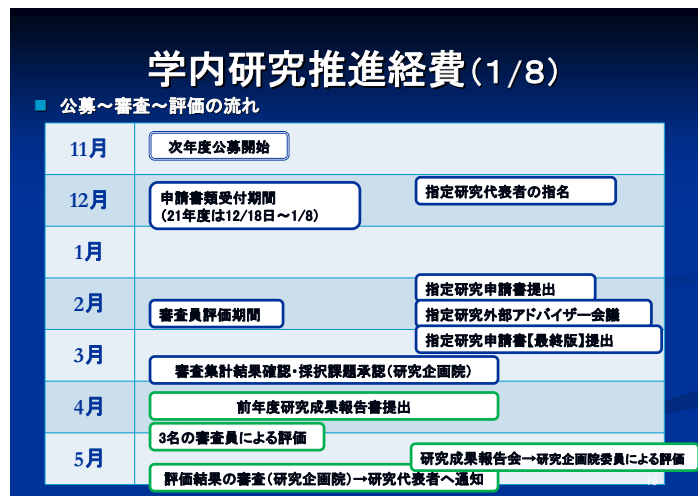 学内研究推進経費(1/8)
公募～審査～評価の流れ
11月
次年度公募開始
12月
申請書類受付期間
(21年度は12/18日～1/8)
指定研究代表者の指名
1月
2月
審査員評価期間
指定研究申請書提出
指定研究外部アドバイザー会議
指定研究申請書【最終版】提出
3月
審査集計結果確認・採択課題承認(研究企画院)
4月
前年度研究成果報告書提出
3名の審査員による評価
5月
研究成果報告会→研究企画院委員による評価
評価結果の審査(研究企画院)→研究代表者へ通知